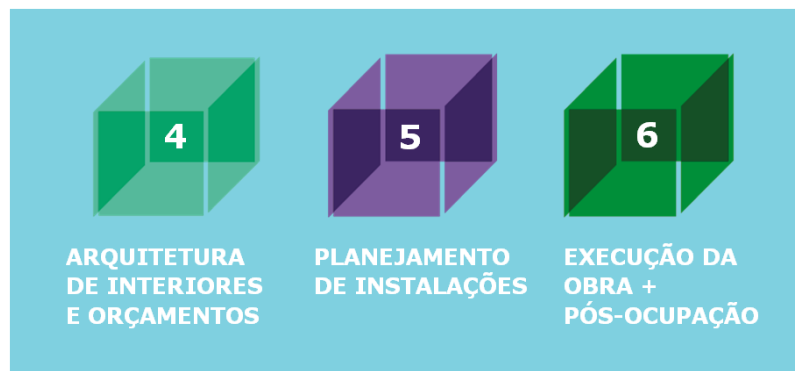 4
5
6
ARQUITETURA
DE INTERIORES
E ORÇAMENTOS
PLANEJAMENTO
DE INSTALAÇÕES
EXECUÇÃO DA
OBRA +
PÓS-OCUPAÇÃO